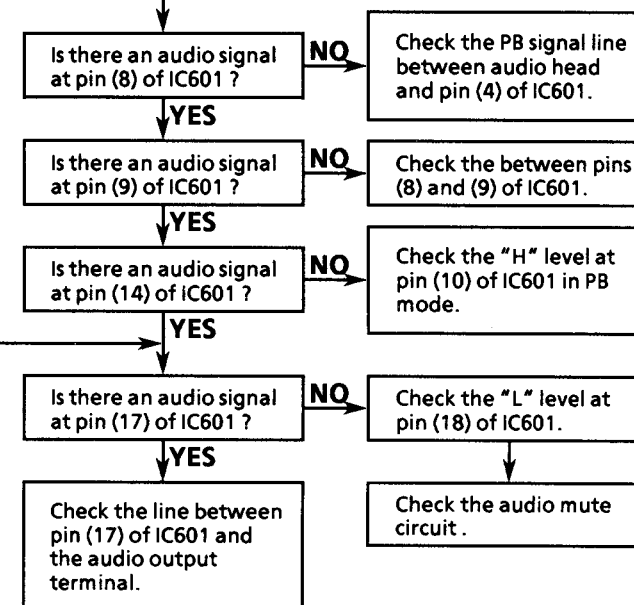 Is there an audio signal
at pin (8) of IC601 ?
NO
Check the PB signal line
between audio head
and pin (4) of IC601.
YES
Is there an audio signal
at pin (9) of IC601 ?
NO
Check the between pins
(8) and (9) of IC601.
YES
Is there an audio signal
at pin (14) of IC601 ?
NO
Check the "H" level at
pin (10) of IC601 in PB
mode.
YES
Is there an audio signal
at pin (17) of IC601 ?
NO
Check the "L" level at
pin (18) of IC601.
YES
Check the line between
pin (17) of IC601 and
the audio output
terminal.
Check the audio mute
circuit .